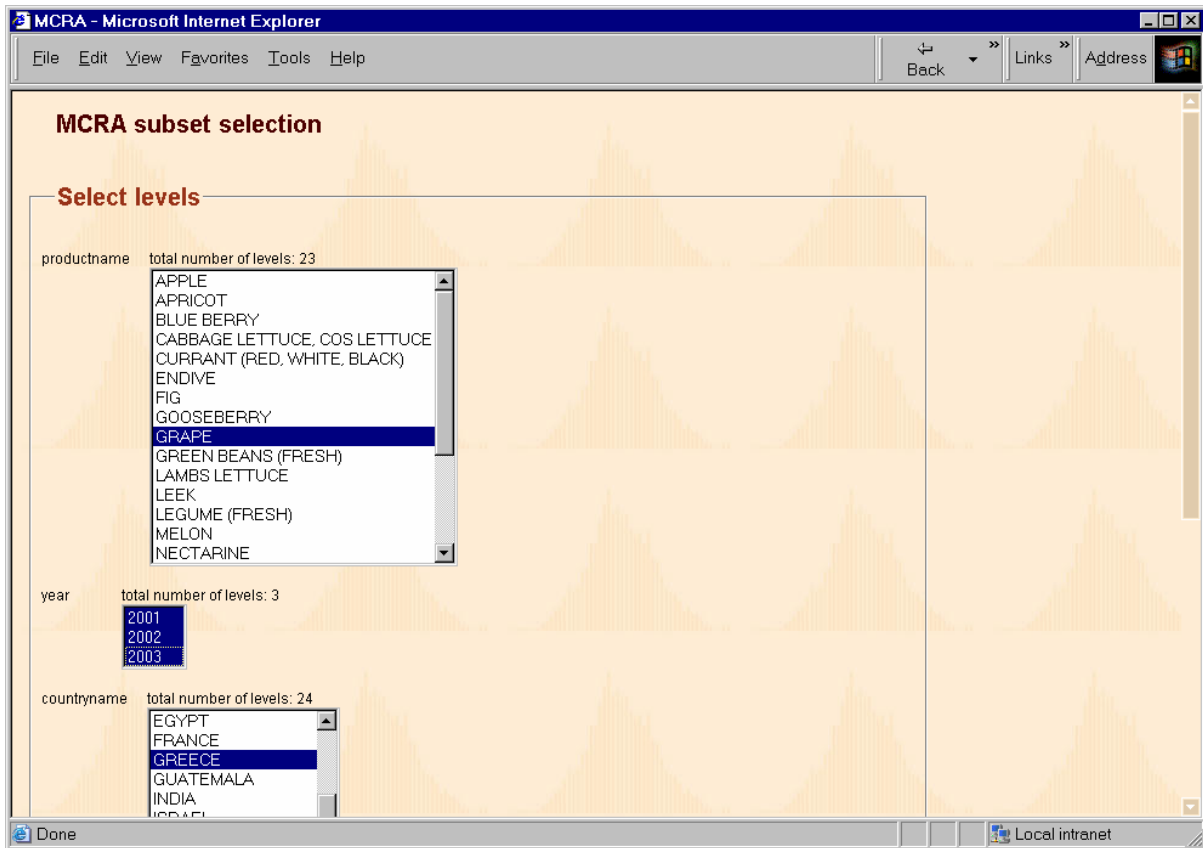 MCRA - Microsoft Internet Explorer
File Edit View Favorites Tools Help
Back
Links
Address
MCRA subset selection
Select levels
productname total number of levels: 23
APPLE
APRICOT
BLUE BERRY
CABBAGE LETTUCE, COS LETTUCE
CURRANT (RED, WHITE, BLACK)
ENDIVE
FIG
GOOSEBERRY
GRAPE
GREEN BEANS (FRESH)
LAMBS LETTUCE
LEEK
LEGUME (FRESH)
MELON
NECTARINE
year total number of levels: 3
2001
2002
2003
countryname total number of levels: 24
EGYPT
FRANCE
GREECE
GUATEMALA
INDIA
ISRAEL
Done
Local intranet